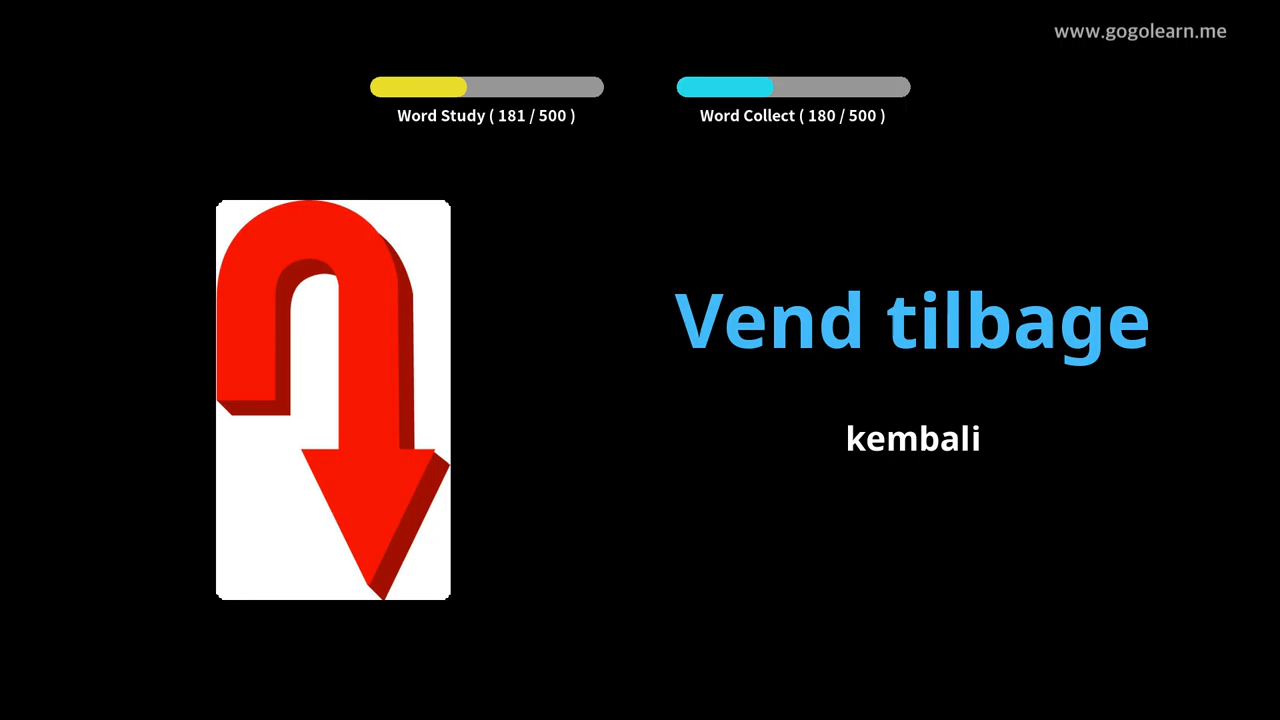 www.gogolearn.me
Word Study ( 181 / 500 )
Word Collect ( 180 / 500 )
Vend tilbage
kembali